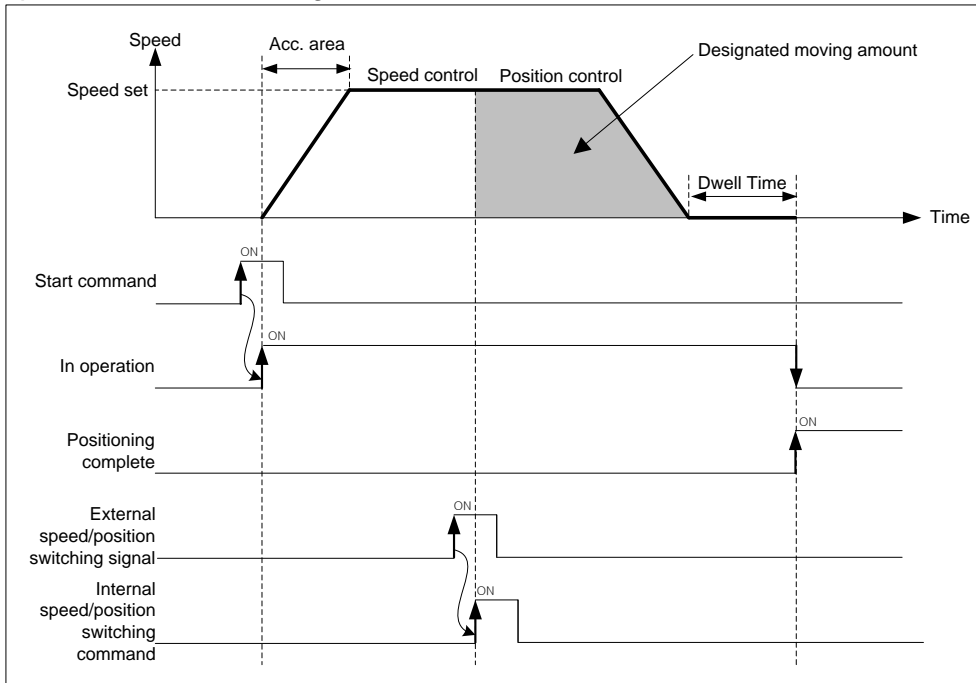 Speed
Acc. area
Designated moving amount
Speed control
Position control
Speed set
Dwell Time
Time
ON
Start command
ON
In operation
ON
Positioning
complete
ON
External
speed/position
switching signal
ON
Internal
speed/position
switching
command